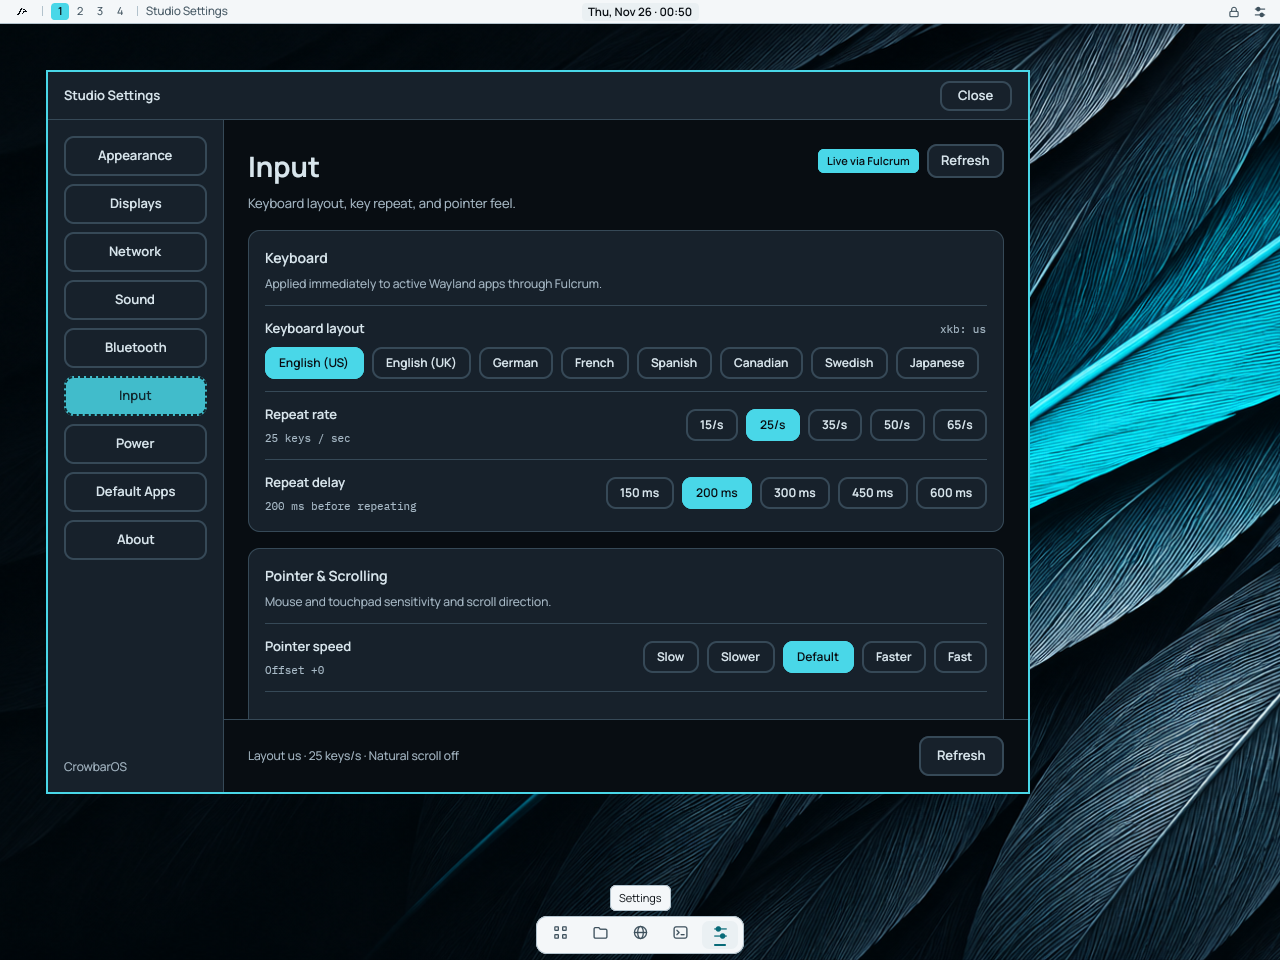 1 2 3 4 Studio Settings Thu, Nov 26 · 00:50
Studio Settings Close
Appearance
Displays
Network
Sound
Bluetooth
Input
Power
Default Apps
About
CrowbarOS
Input Live via Fulcrum Refresh
Keyboard layout, key repeat, and pointer feel.
Keyboard
Applied immediately to active Wayland apps through Fulcrum.
Keyboard layout xkb: us
English (US) English (UK) German French Spanish Canadian Swedish Japanese
Repeat rate
25 keys / sec
15/s 25/s 35/s 50/s 65/s
Repeat delay
200 ms before repeating
150 ms 200 ms 300 ms 450 ms 600 ms
Pointer & Scrolling
Mouse and touchpad sensitivity and scroll direction.
Pointer speed
Offset +0
Slow Slower Default Faster Fast
Layout us · 25 keys/s · Natural scroll off Refresh
Settings